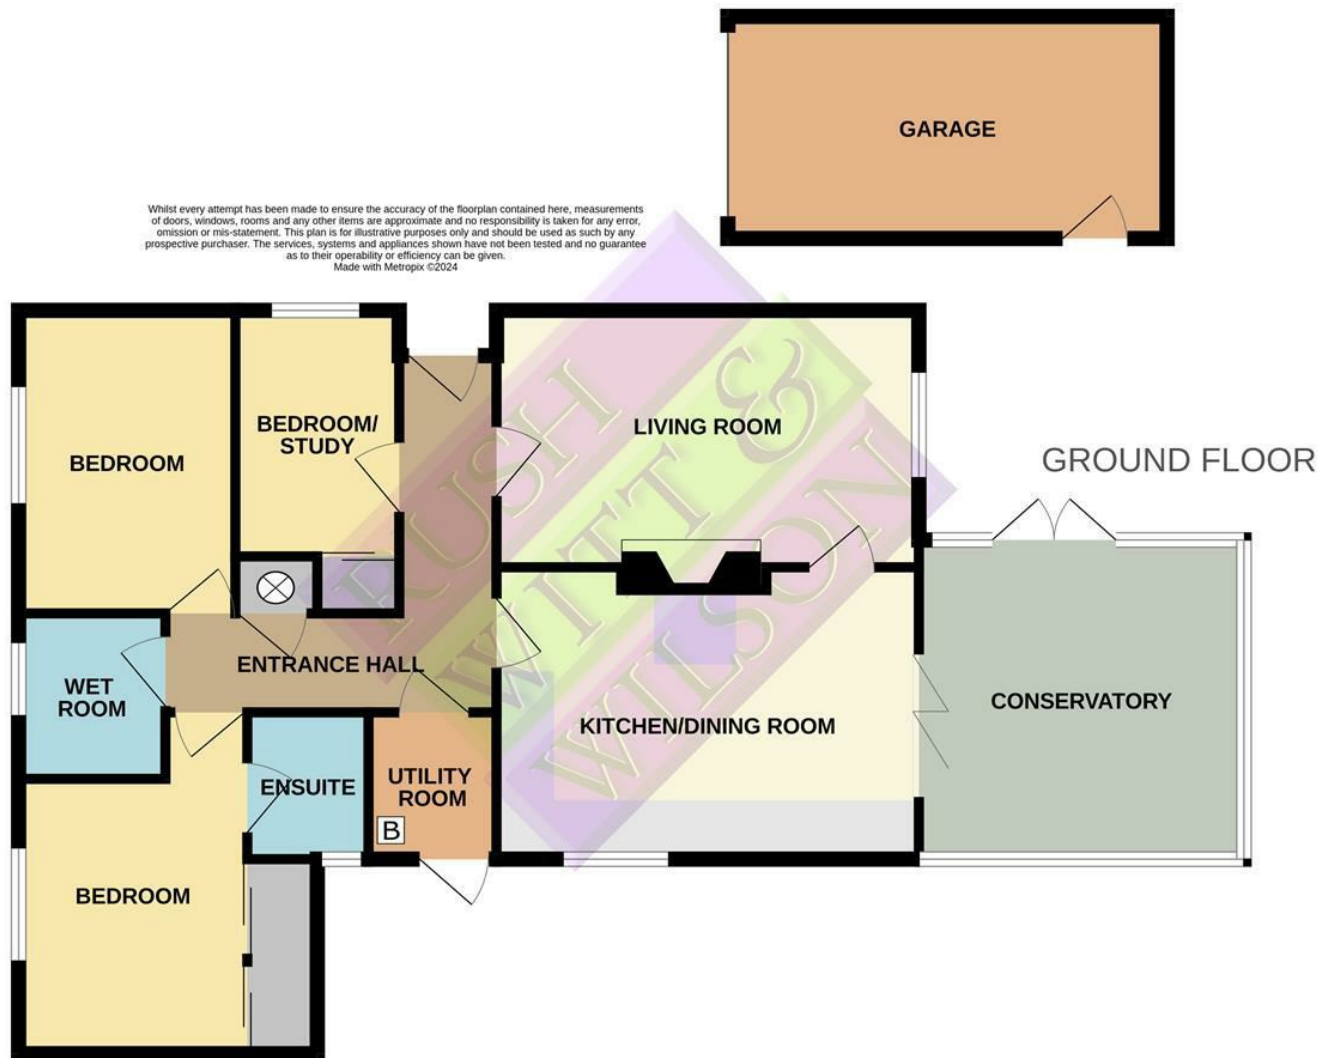 GARAGE
Whilst every attempt has been made to ensure the accuracy of the floorplan contained here, measurements
of doors, windows, rooms and any other items are approximate and no responsibility is taken for any error,
omission or mis-statement. This plan is for illustrative purposes only and should be used as such by any
prospective purchaser. The services, systems and appliances shown have not been tested and no guarantee
as to their operability or efficiency can be given.
Made with Metropix ©2024
GROUND FLOOR
BEDROOM
BEDROOM/
STUDY
LIVING ROOM
RUSH
WITT &
WILSON
WET
ROOM
ENTRANCE HALL
KITCHEN/DINING ROOM
CONSERVATORY
ENSUITE
UTILITY
ROOM
B
BEDROOM